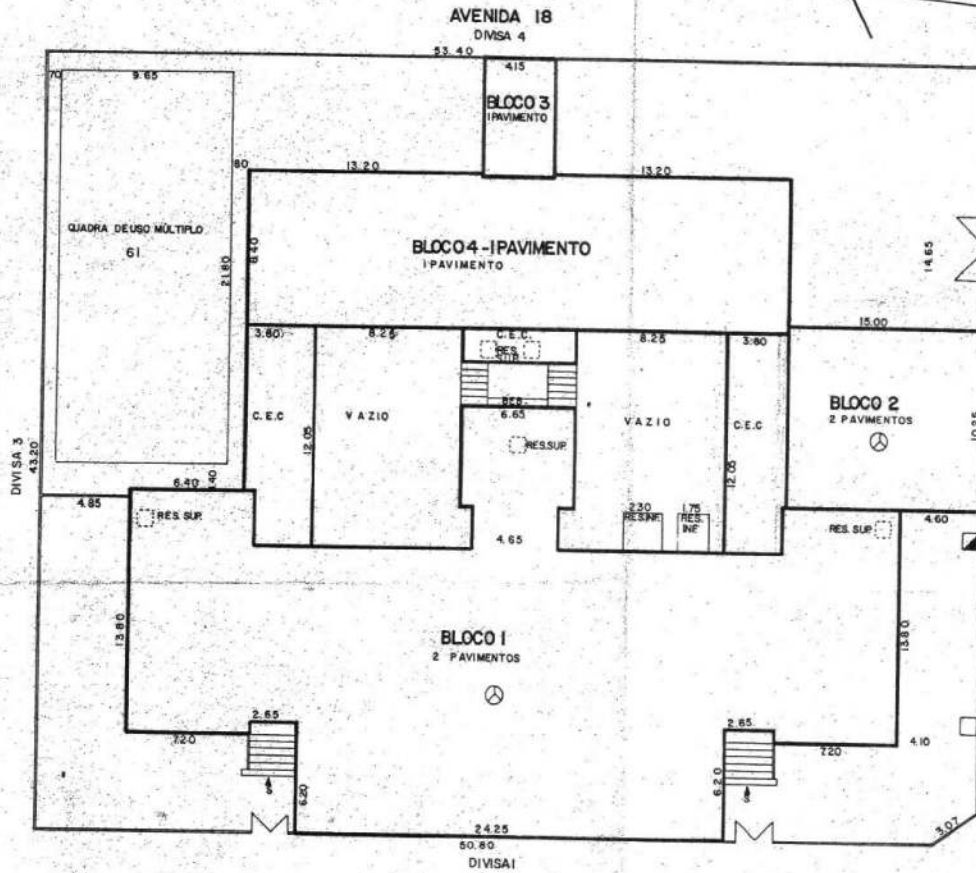 AVENIDA 18
DIVISA 4
53.40
70
9.65
4.15
BLOCO 3
1 PAVIMENTO
80
13.20
13.20
QUADRA DE USO MÚLTIPLO
61
21.80
8.40
BLOCO 4 - 1 PAVIMENTO
1 PAVIMENTO
14.65
3.60
8.25
C.E.C.
RES.
SUP.
8.25
3.60
15.00
C.E.C
12.05
VAZIO
BEB.
6.65
RES.SUP.
VAZIO
C.E.C
12.05
BLOCO 2
2 PAVIMENTOS
DIVISA 3
43.20
4.85
6.40
1.40
RES. SUP.
4.65
2.30
RES.INF.
1.75
RES.
INF.
RES. SUP.
4.60
13.80
BLOCO 1
2 PAVIMENTOS
13.80
7.20
2.65
2.65
7.20
4.10
S
6.20
6.20
S
24.25
50.80
3.07
DIVISA 1